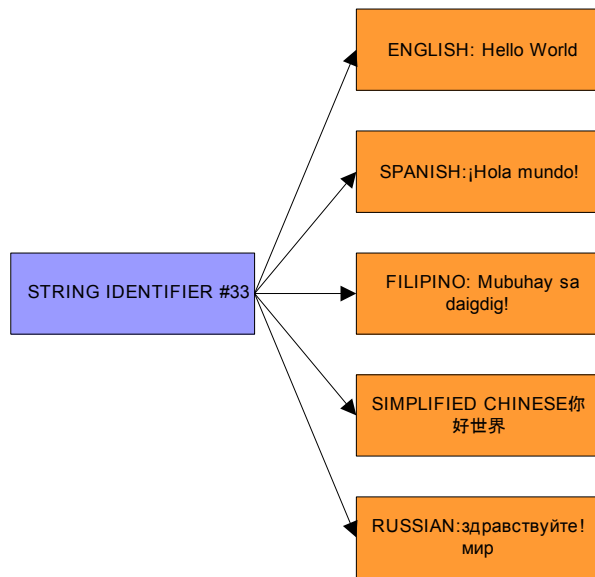 ENGLISH: Hello World
SPANISH:¡Hola mundo!
STRING IDENTIFIER #33
FILIPINO: Mubuhay sa
daigdig!
SIMPLIFIED CHINESE你
好世界
RUSSIAN:здравствуйте!
мир